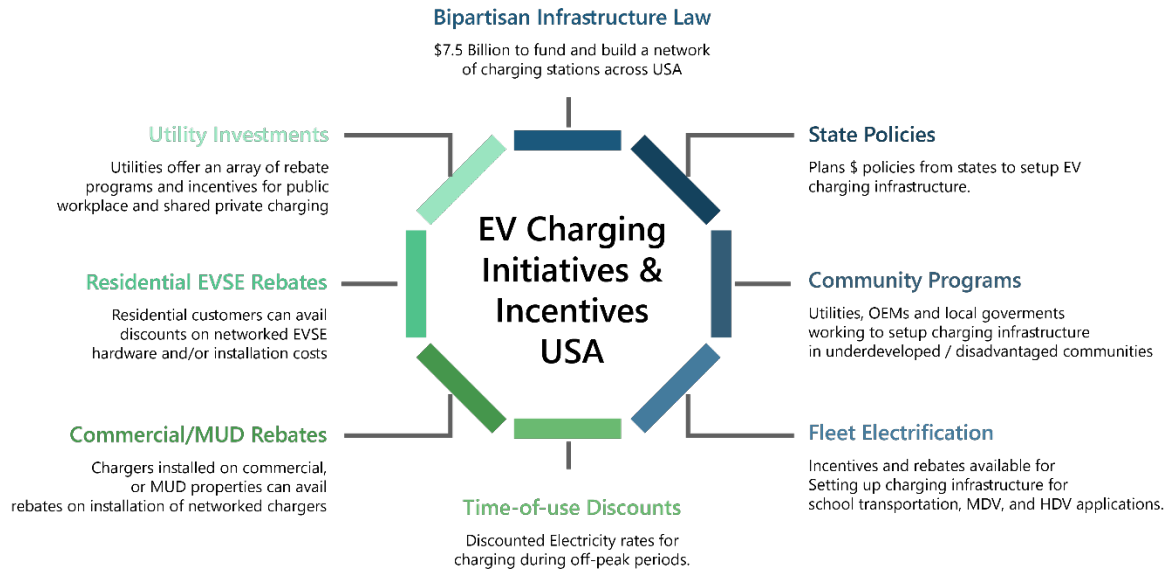 Bipartisan Infrastructure Law
$7.5 Billion to fund and build a network
of charging stations across USA
Utility Investments
Utilities offer an array of rebate
programs and incentives for public
workplace and shared private charging
State Policies
Plans $ policies from states to setup EV
charging infrastructure.
EV Charging
Initiatives &
Incentives
USA
Residential EVSE Rebates
Residential customers can avail
discounts on networked EVSE
hardware and/or installation costs
Community Programs
Utilities, OEMs and local goverments
working to setup charging infrastructure
in underdeveloped / disadvantaged communities
Commercial/MUD Rebates
Chargers installed on commercial,
or MUD properties can avail
rebates on installation of networked chargers
Fleet Electrification
Incentives and rebates available for
Setting up charging infrastructure for
school transportation, MDV, and HDV applications.
Time-of-use Discounts
Discounted Electricity rates for
charging during off-peak periods.